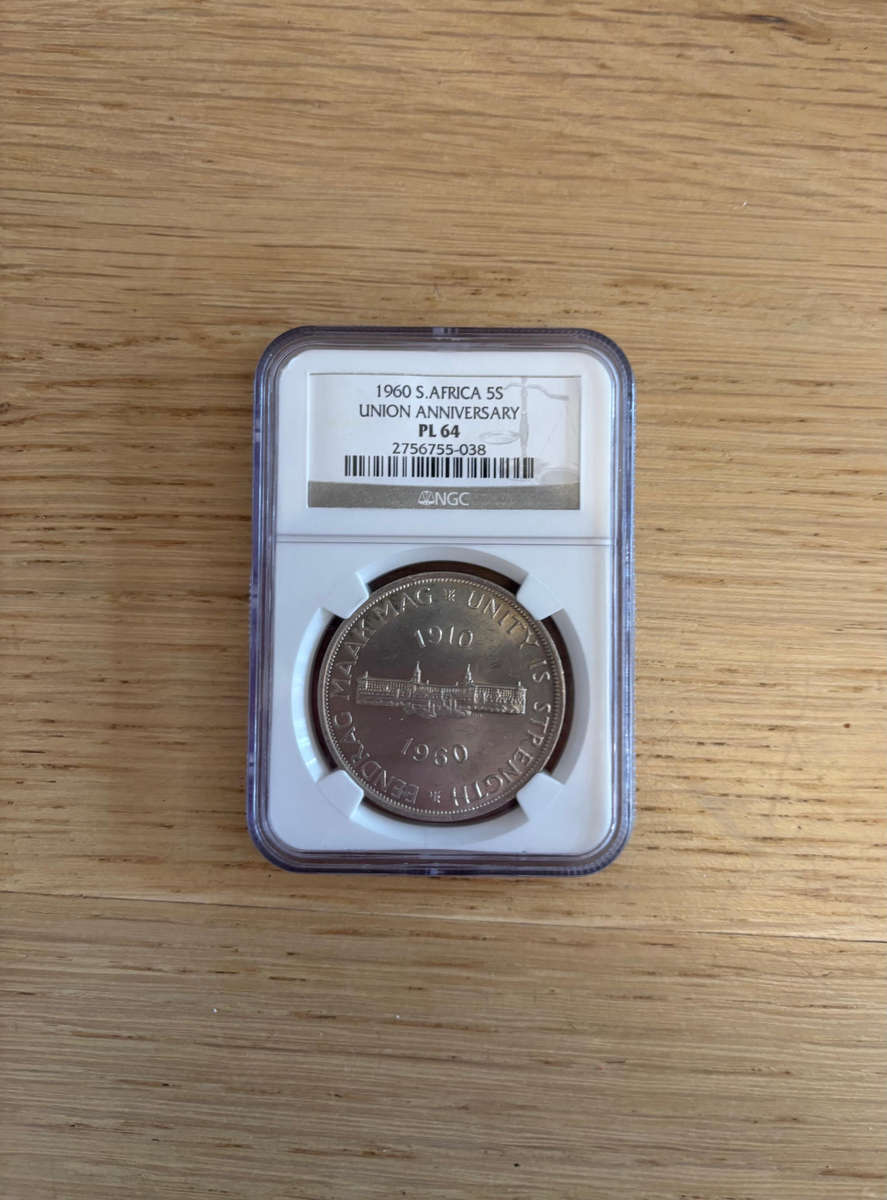 1960 S.AFRICA 5S
UNION ANNIVERSARY
PL 64
2756755-038
NGC
EENDRAG MAAK MAG * UNITY IS STRENGTH *
1910
1960